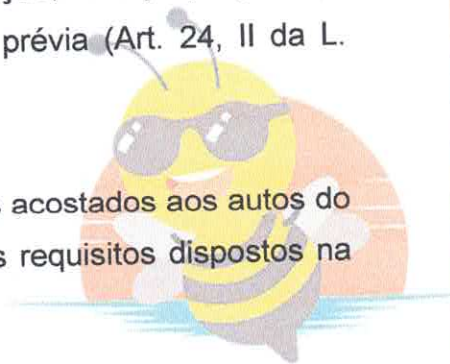 prévia (Art. 24, II da L.
acostados aos autos do
requisitos dispostos na